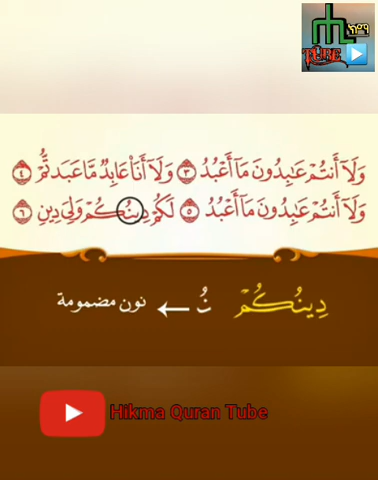 ሂክማ
TUBE
وَلَآ أَنتُمْ عَٰبِدُونَ مَآ أَعْبُدُ ٣ وَلَآ أَنَا۠ عَابِدٌ مَّا عَبَدتُّمْ ٤
وَلَآ أَنتُمْ عَٰبِدُونَ مَآ أَعْبُدُ ٥ لَكُمْ دِينُكُمْ وَلِىَ دِينِ ٦
دِينُكُمْ نُ ← نون مضمومة
Hikma Quran Tube